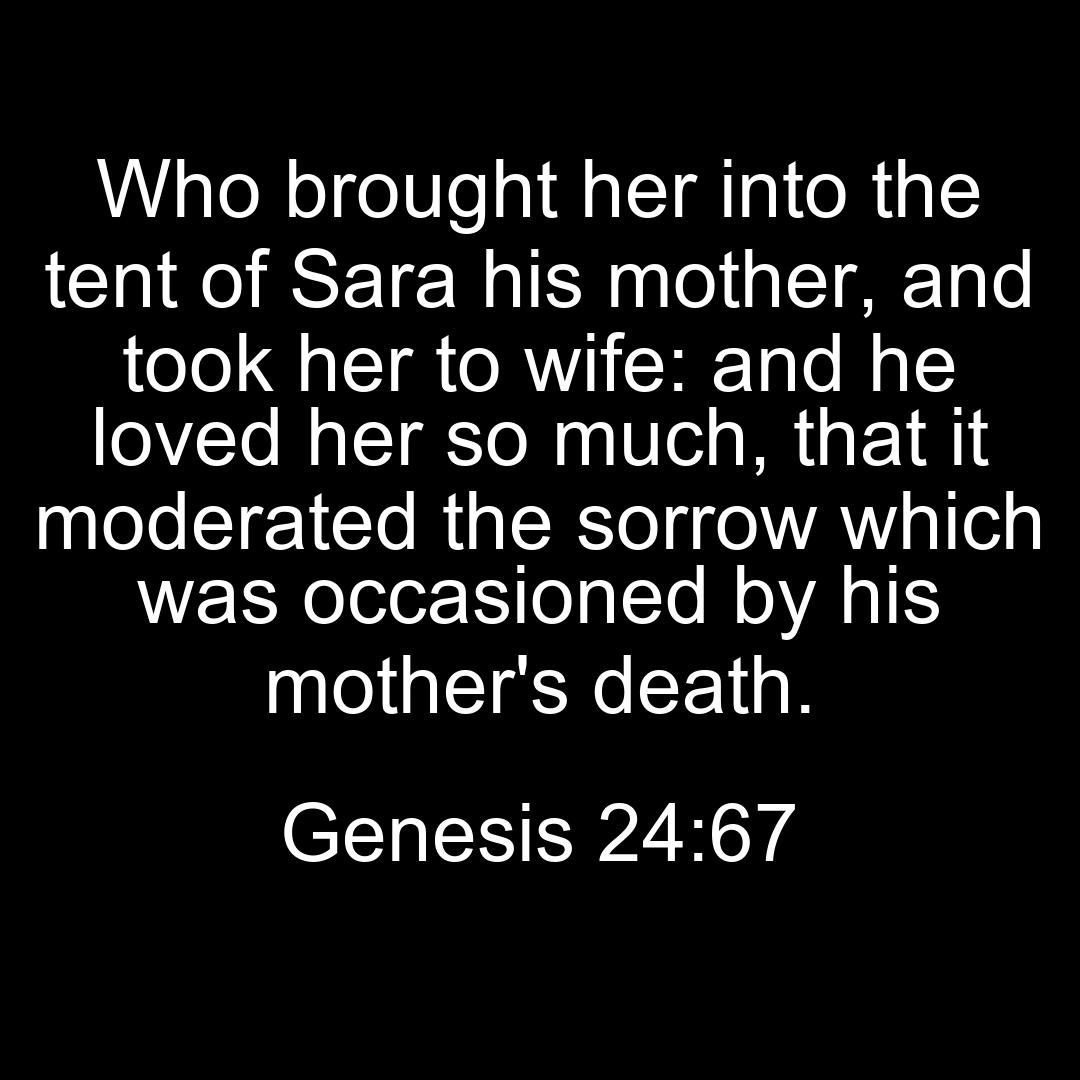 Who brought her into the
tent of Sara his mother, and
took her to wife: and he
loved her so much, that it
moderated the sorrow which
was occasioned by his
mother's death.
Genesis 24:67